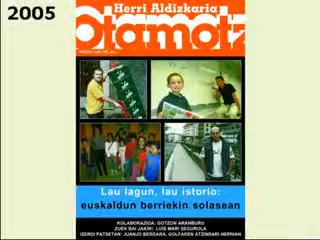 2005
Herri Aldizkaria
Otamotz
Lau lagun, lau istorio:
euskaldun berriekin solasean
KOLABORAZIOA: GOTZON ARANBURU
ZUEK BAI JAKIN!: LUIS MARI SEGUROLA
IZERDI PATSETAN: JUANJO BERGARA, GOLFAREN ATZINDARI HERRIAN